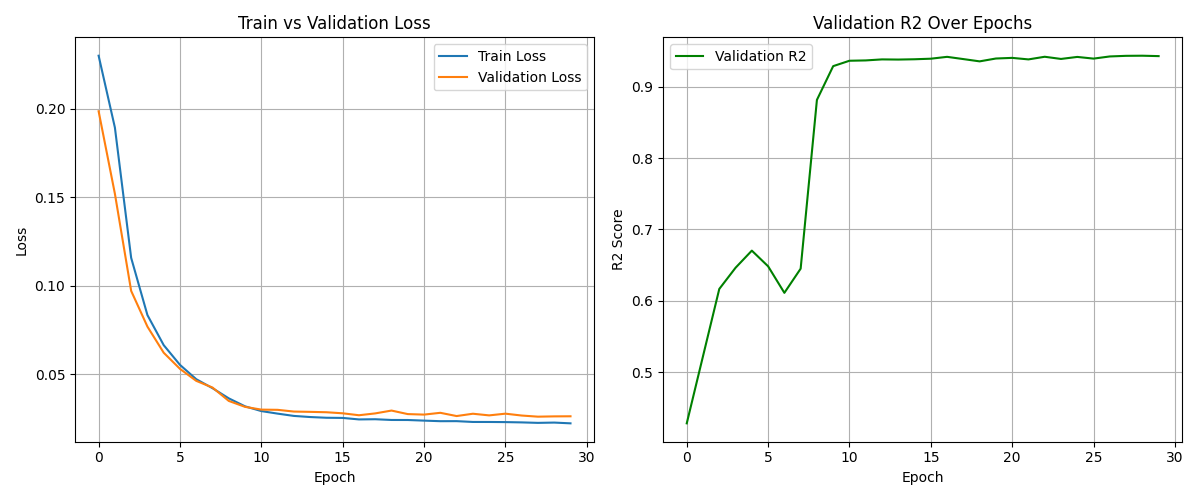 Train vs Validation Loss
Train Loss
Validation Loss
0.20
0.15
0.10
0.05
Loss
0 5 10 15 20 25 30
Epoch
Validation R2 Over Epochs
Validation R2
0.9
0.8
0.7
0.6
0.5
R2 Score
0 5 10 15 20 25 30
Epoch